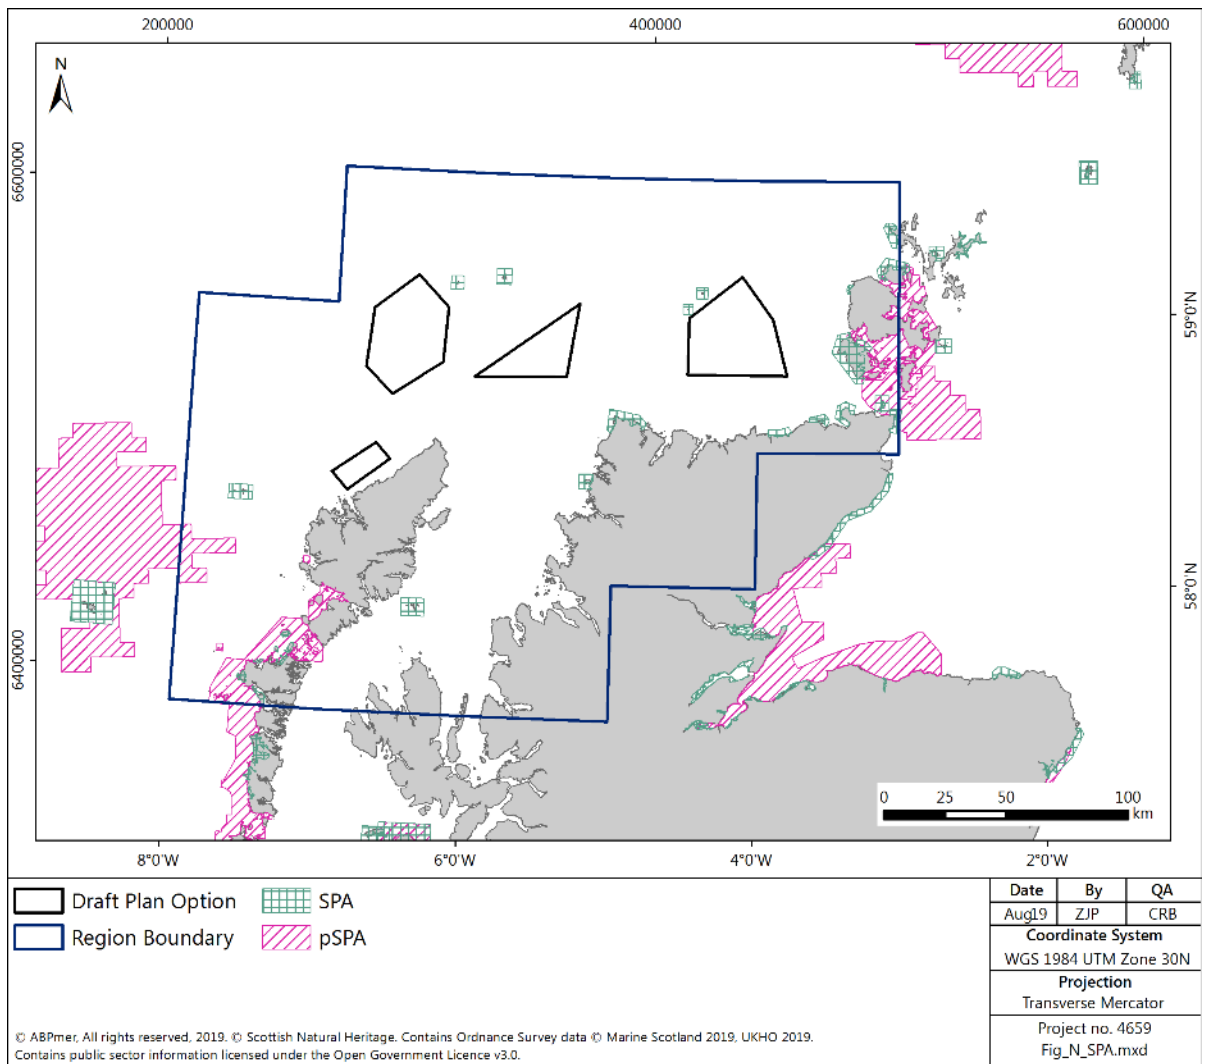 200000 400000 600000
N
6600000
59°0'N
58°0'N
6400000
0 25 50 100
km
8°0'W 6°0'W 4°0'W 2°0'W
Draft Plan Option SPA
Region Boundary pSPA
Date By QA
Aug19 ZJP CRB
Coordinate System
WGS 1984 UTM Zone 30N
Projection
Transverse Mercator
Project no. 4659
Fig_N_SPA.mxd
© ABPmer, All rights reserved, 2019. © Scottish Natural Heritage. Contains Ordnance Survey data © Marine Scotland 2019, UKHO 2019.
Contains public sector information licensed under the Open Government Licence v3.0.